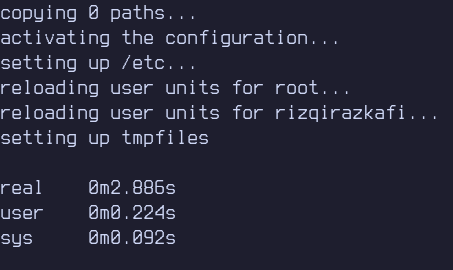 copying 0 paths...
activating the configuration...
setting up /etc...
reloading user units for root...
reloading user units for rizqirazkafi...
setting up tmpfiles
real 0m2.886s
user 0m0.224s
sys 0m0.092s